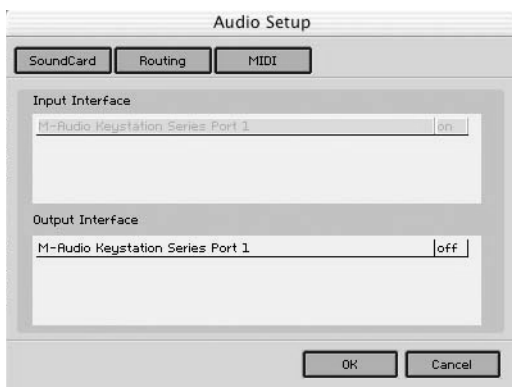 Audio Setup
SoundCard Routing MIDI
Input Interface
M-Audio Keystation Series Port 1 on
Output Interface
M-Audio Keystation Series Port 1 off
OK Cancel